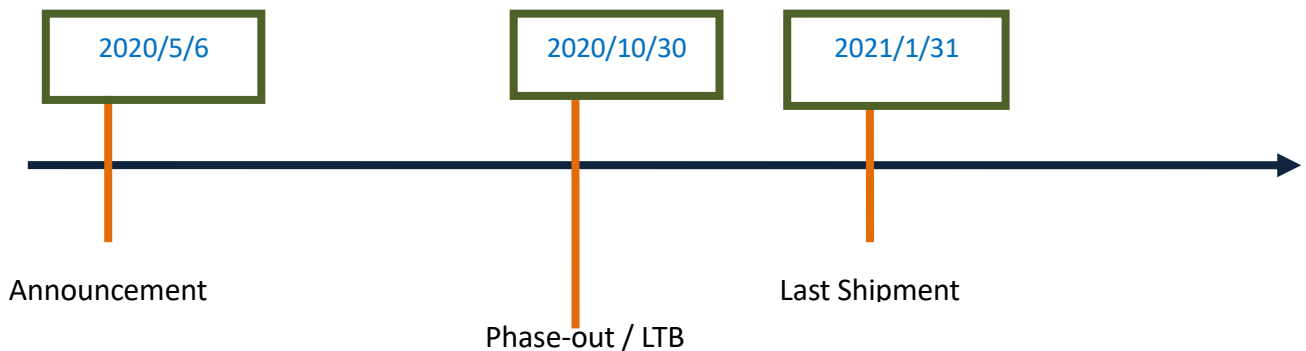 2020/5/6
2020/10/30
2021/1/31
Announcement
Last Shipment
Phase-out / LTB